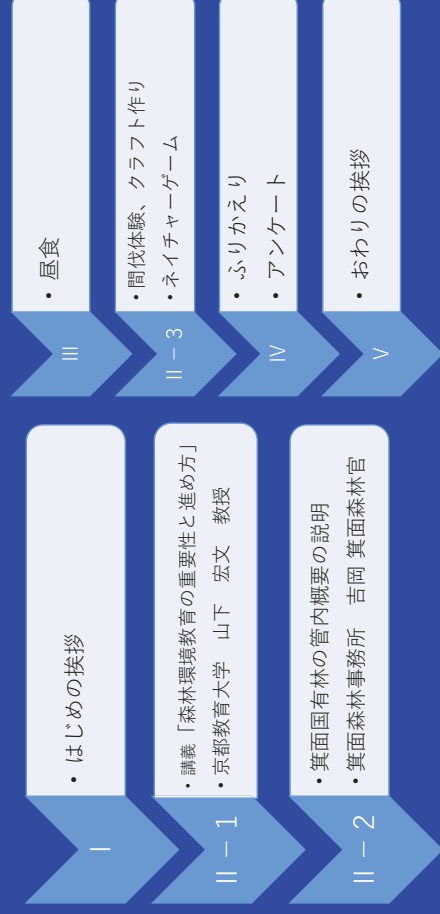 I
・はじめの挨拶
II－1
・講義「森林環境教育の重要性と進め方」
・京都教育大学　山下　宏文　教授
II－2
・箕面国有林の管内概要の説明
・箕面森林事務所　吉岡 箕面森林官
III
・昼食
II－3
・間伐体験、クラフト作り
・ネイチャーゲーム
IV
・ふりかえり
・アンケート
V
・おわりの挨拶